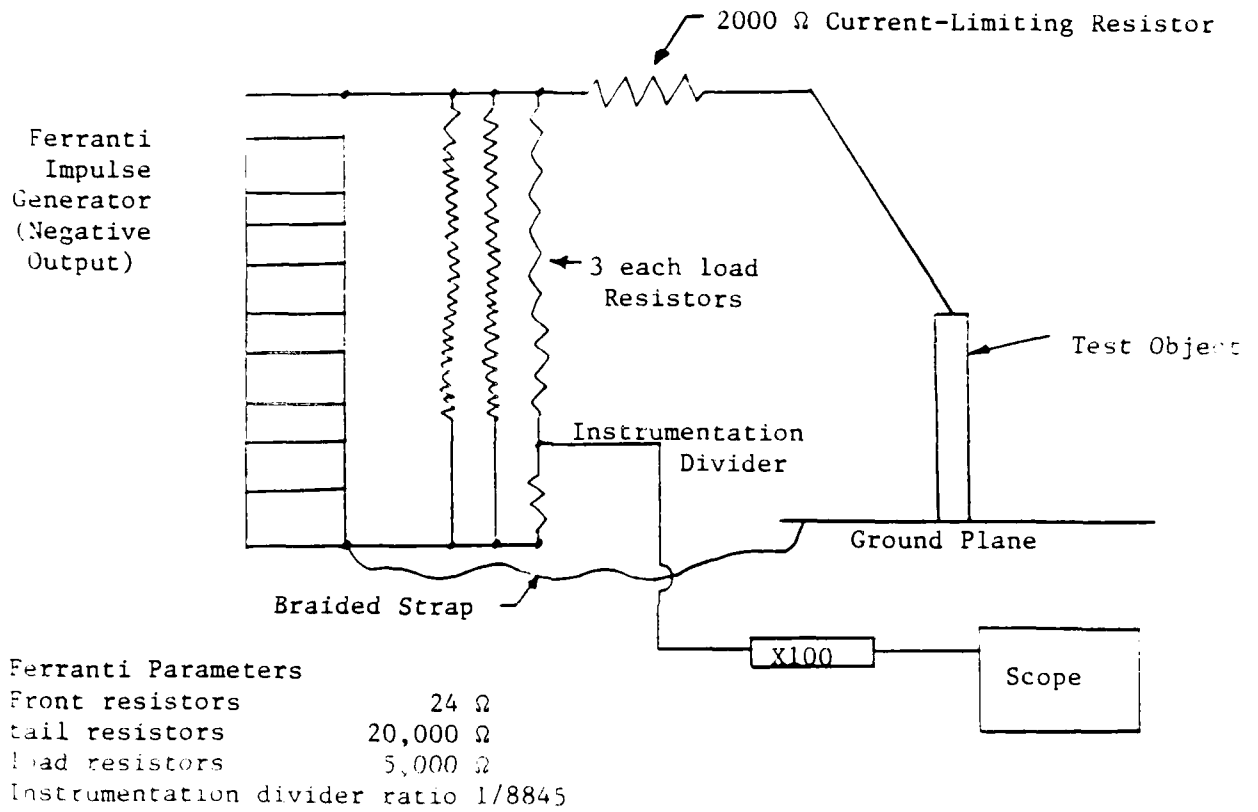 2000 Ω Current-Limiting Resistor
Ferranti
Impulse
Generator
(Negative
Output)
3 each load
Resistors
Test Object
Instrumentation
Divider
Ground Plane
Braided Strap
X100
Scope
Ferranti Parameters
Front resistors 24 Ω
tail resistors 20,000 Ω
load resistors 5,000 Ω
Instrumentation divider ratio 1/8845